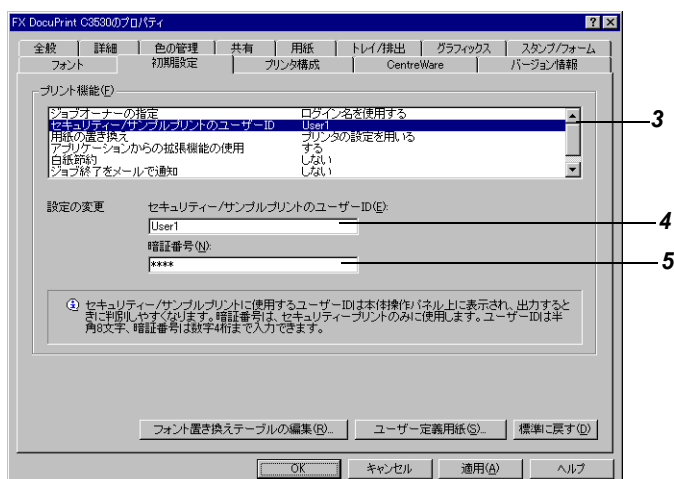 FX DocuPrint C3530のプロパティ
全般 詳細 色の管理 共有 用紙 トレイ/排出 グラフィックス スタンプ/フォーム
フォント 初期設定 プリンタ構成 CentreWare バージョン情報
プリント機能(F)
ジョブオーナーの指定 ログイン名を使用する
セキュリティー/サンプルプリントのユーザーID User1
用紙の置き換え プリンタの設定を用いる
アプリケーションからの拡張機能の使用 する
白紙節約 しない
ジョブ終了をメールで通知 しない
3
設定の変更 セキュリティー/サンプルプリントのユーザーID(E):
User1
4
暗証番号(N):
****
5
セキュリティー/サンプルプリントに使用するユーザーIDは本体操作パネル上に表示され、出力すると
きに判別しやすくなります。暗証番号は、セキュリティープリントのみに使用します。ユーザーIDは半
角8文字、暗証番号は数字4桁まで入力できます。
フォント置き換えテーブルの編集(R)... ユーザー定義用紙(S)... 標準に戻す(D)
OK キャンセル 適用(A) ヘルプ